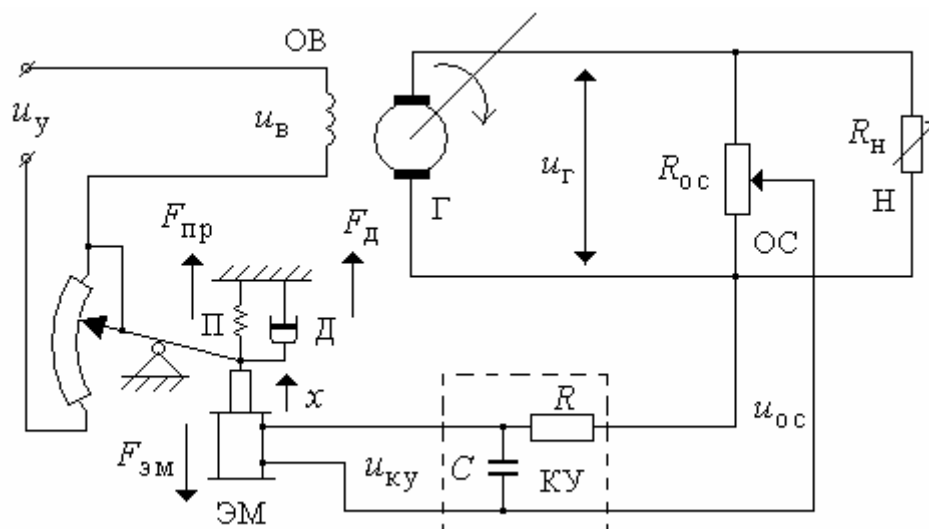 ОВ
uу
uв
uг
Rн
Rос
Г
Н
ОС
Fпр
Fд
П
Д
x
R
uос
Fэм
uку
C
КУ
ЭМ